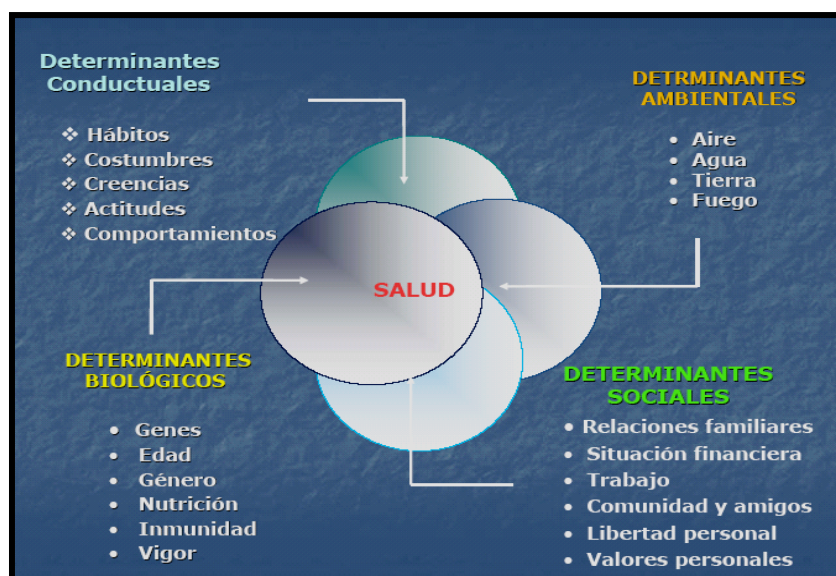 Determinantes
Conductuales
❖ Hábitos
❖ Costumbres
❖ Creencias
❖ Actitudes
❖ Comportamientos
DETRMINANTES
AMBIENTALES
• Aire
• Agua
• Tierra
• Fuego
SALUD
DETERMINANTES
BIOLÓGICOS
• Genes
• Edad
• Género
• Nutrición
• Inmunidad
• Vigor
DETERMINANTES
SOCIALES
• Relaciones familiares
• Situación financiera
• Trabajo
• Comunidad y amigos
• Libertad personal
• Valores personales